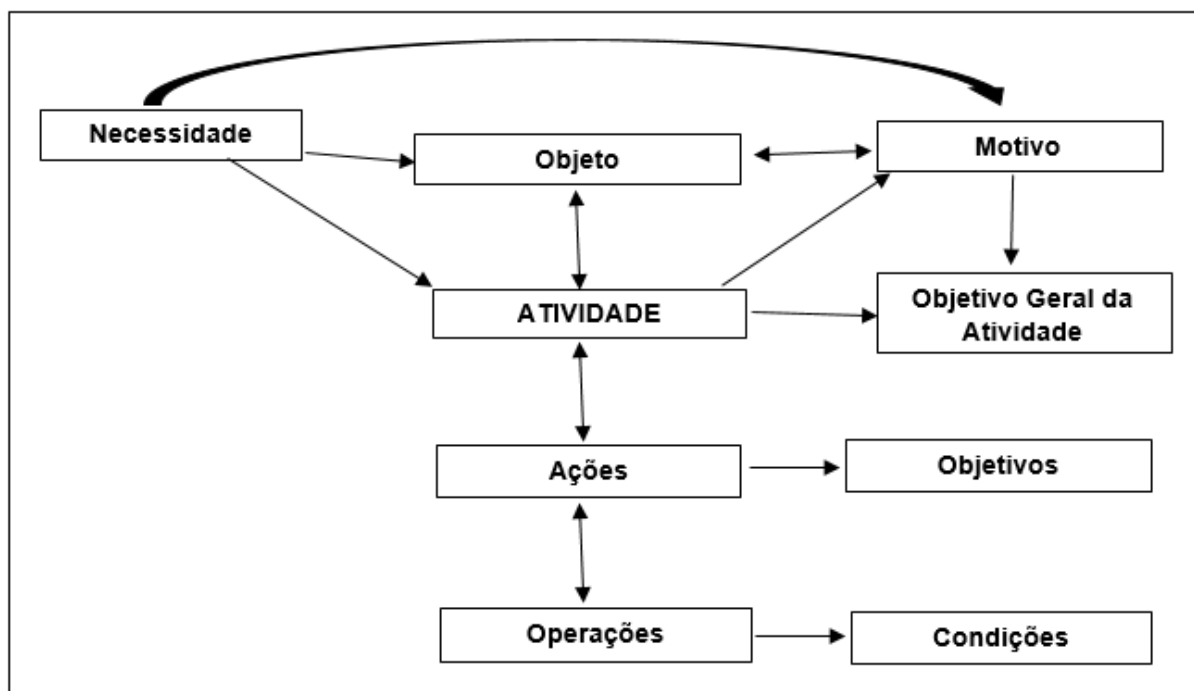 Necessidade
Objeto
Motivo
ATIVIDADE
Objetivo Geral da
Atividade
Ações
Objetivos
Operações
Condições